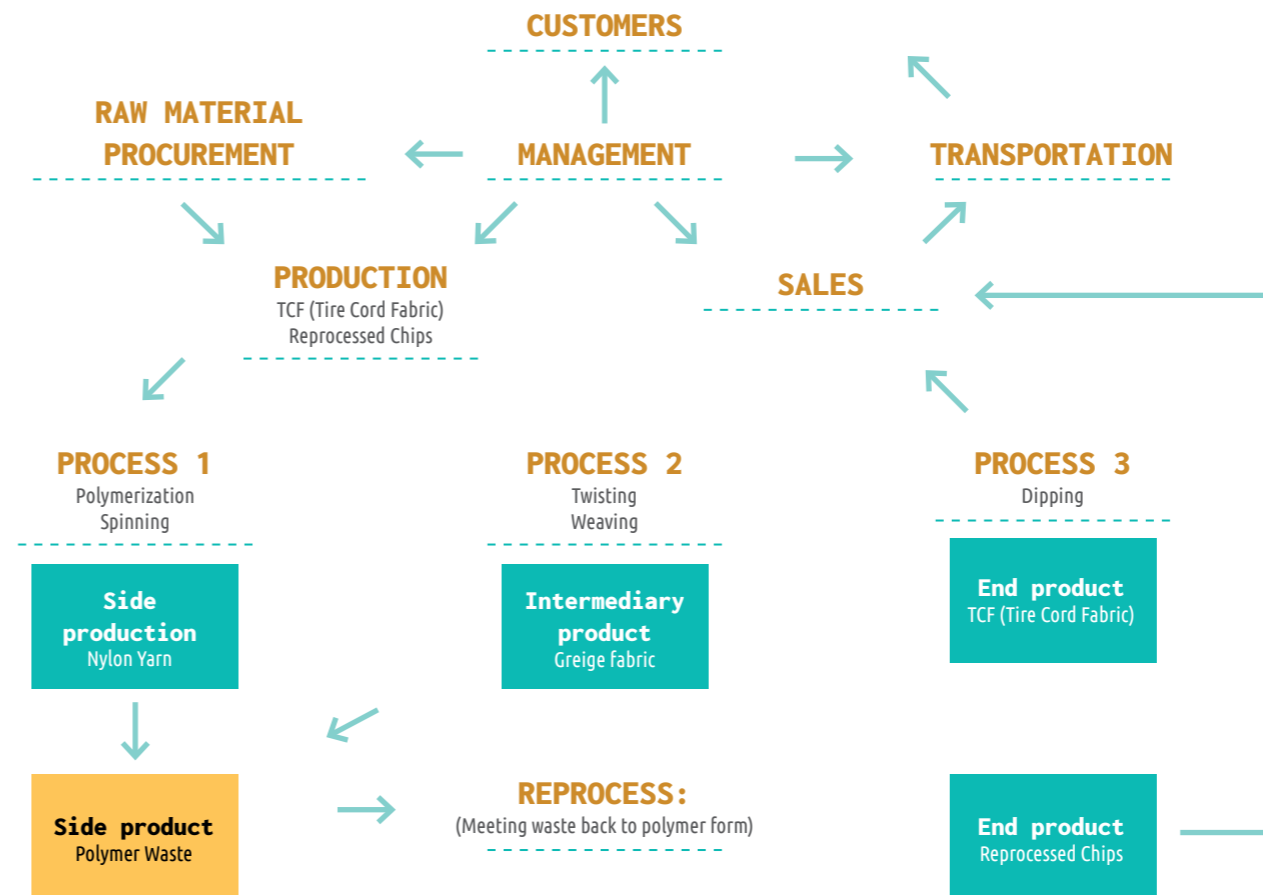 CUSTOMERS
RAW MATERIAL
PROCUREMENT
MANAGEMENT
TRANSPORTATION
PRODUCTION
TCF (Tire Cord Fabric)
Reprocessed Chips
SALES
PROCESS 1
Polymerization
Spinning
PROCESS 2
Twisting
Weaving
PROCESS 3
Dipping
Side
production
Nylon Yarn
Intermediary
product
Greige fabric
End product
TCF (Tire Cord Fabric)
Side product
Polymer Waste
REPROCESS:
(Meeting waste back to polymer form)
End product
Reprocessed Chips